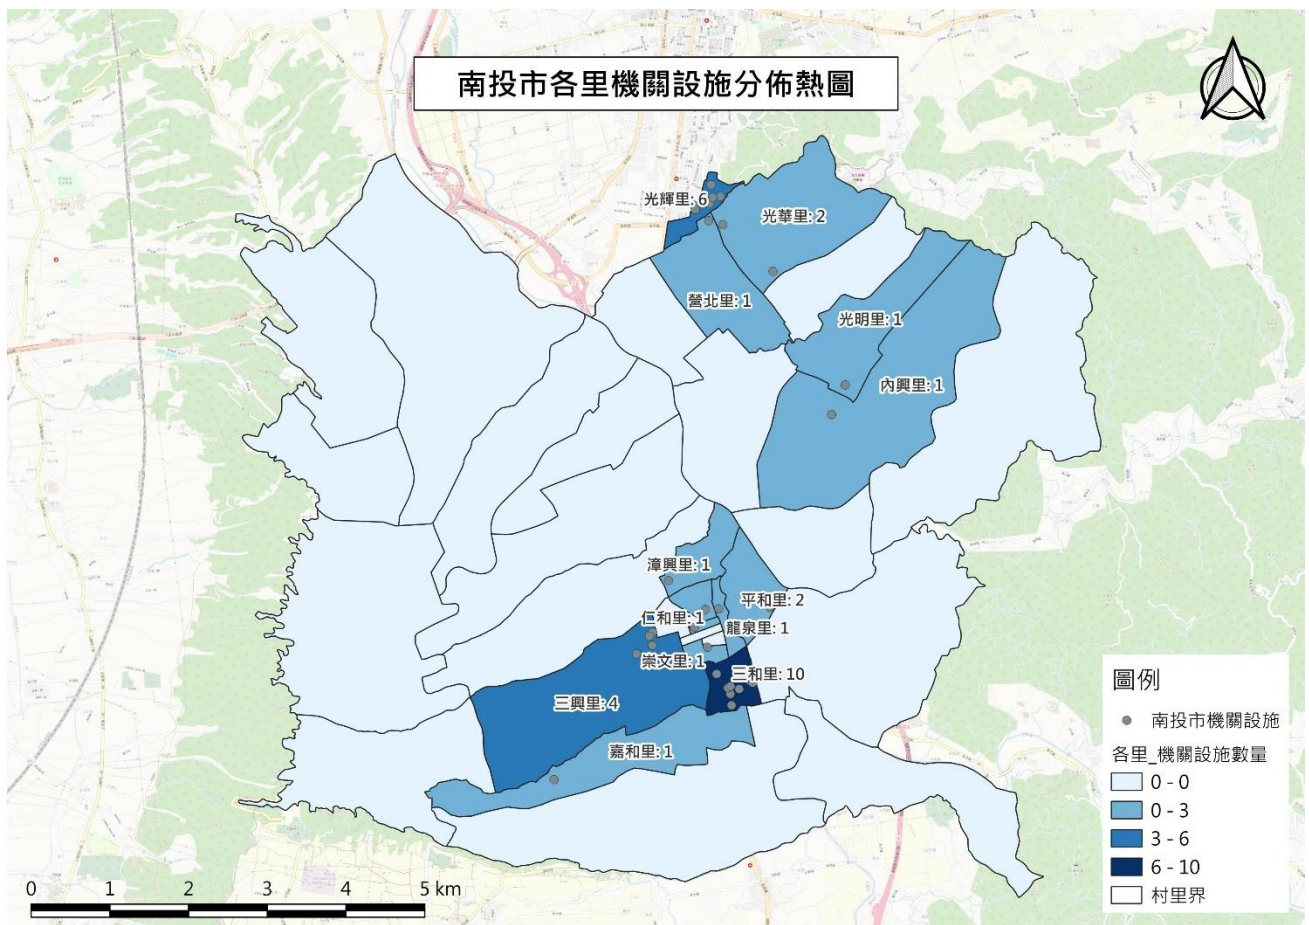 南投市各里機關設施分佈熱圖
光輝里: 6
光華里: 2
營北里: 1
光明里: 1
內興里: 1
漳興里: 1
平和里: 2
仁和里: 1
龍泉里: 1
崇文里: 1
三和里: 10
三興里: 4
嘉和里: 1
圖例
南投市機關設施
各里_機關設施數量
0 - 0
0 - 3
3 - 6
6 - 10
村里界
0 1 2 3 4 5 km